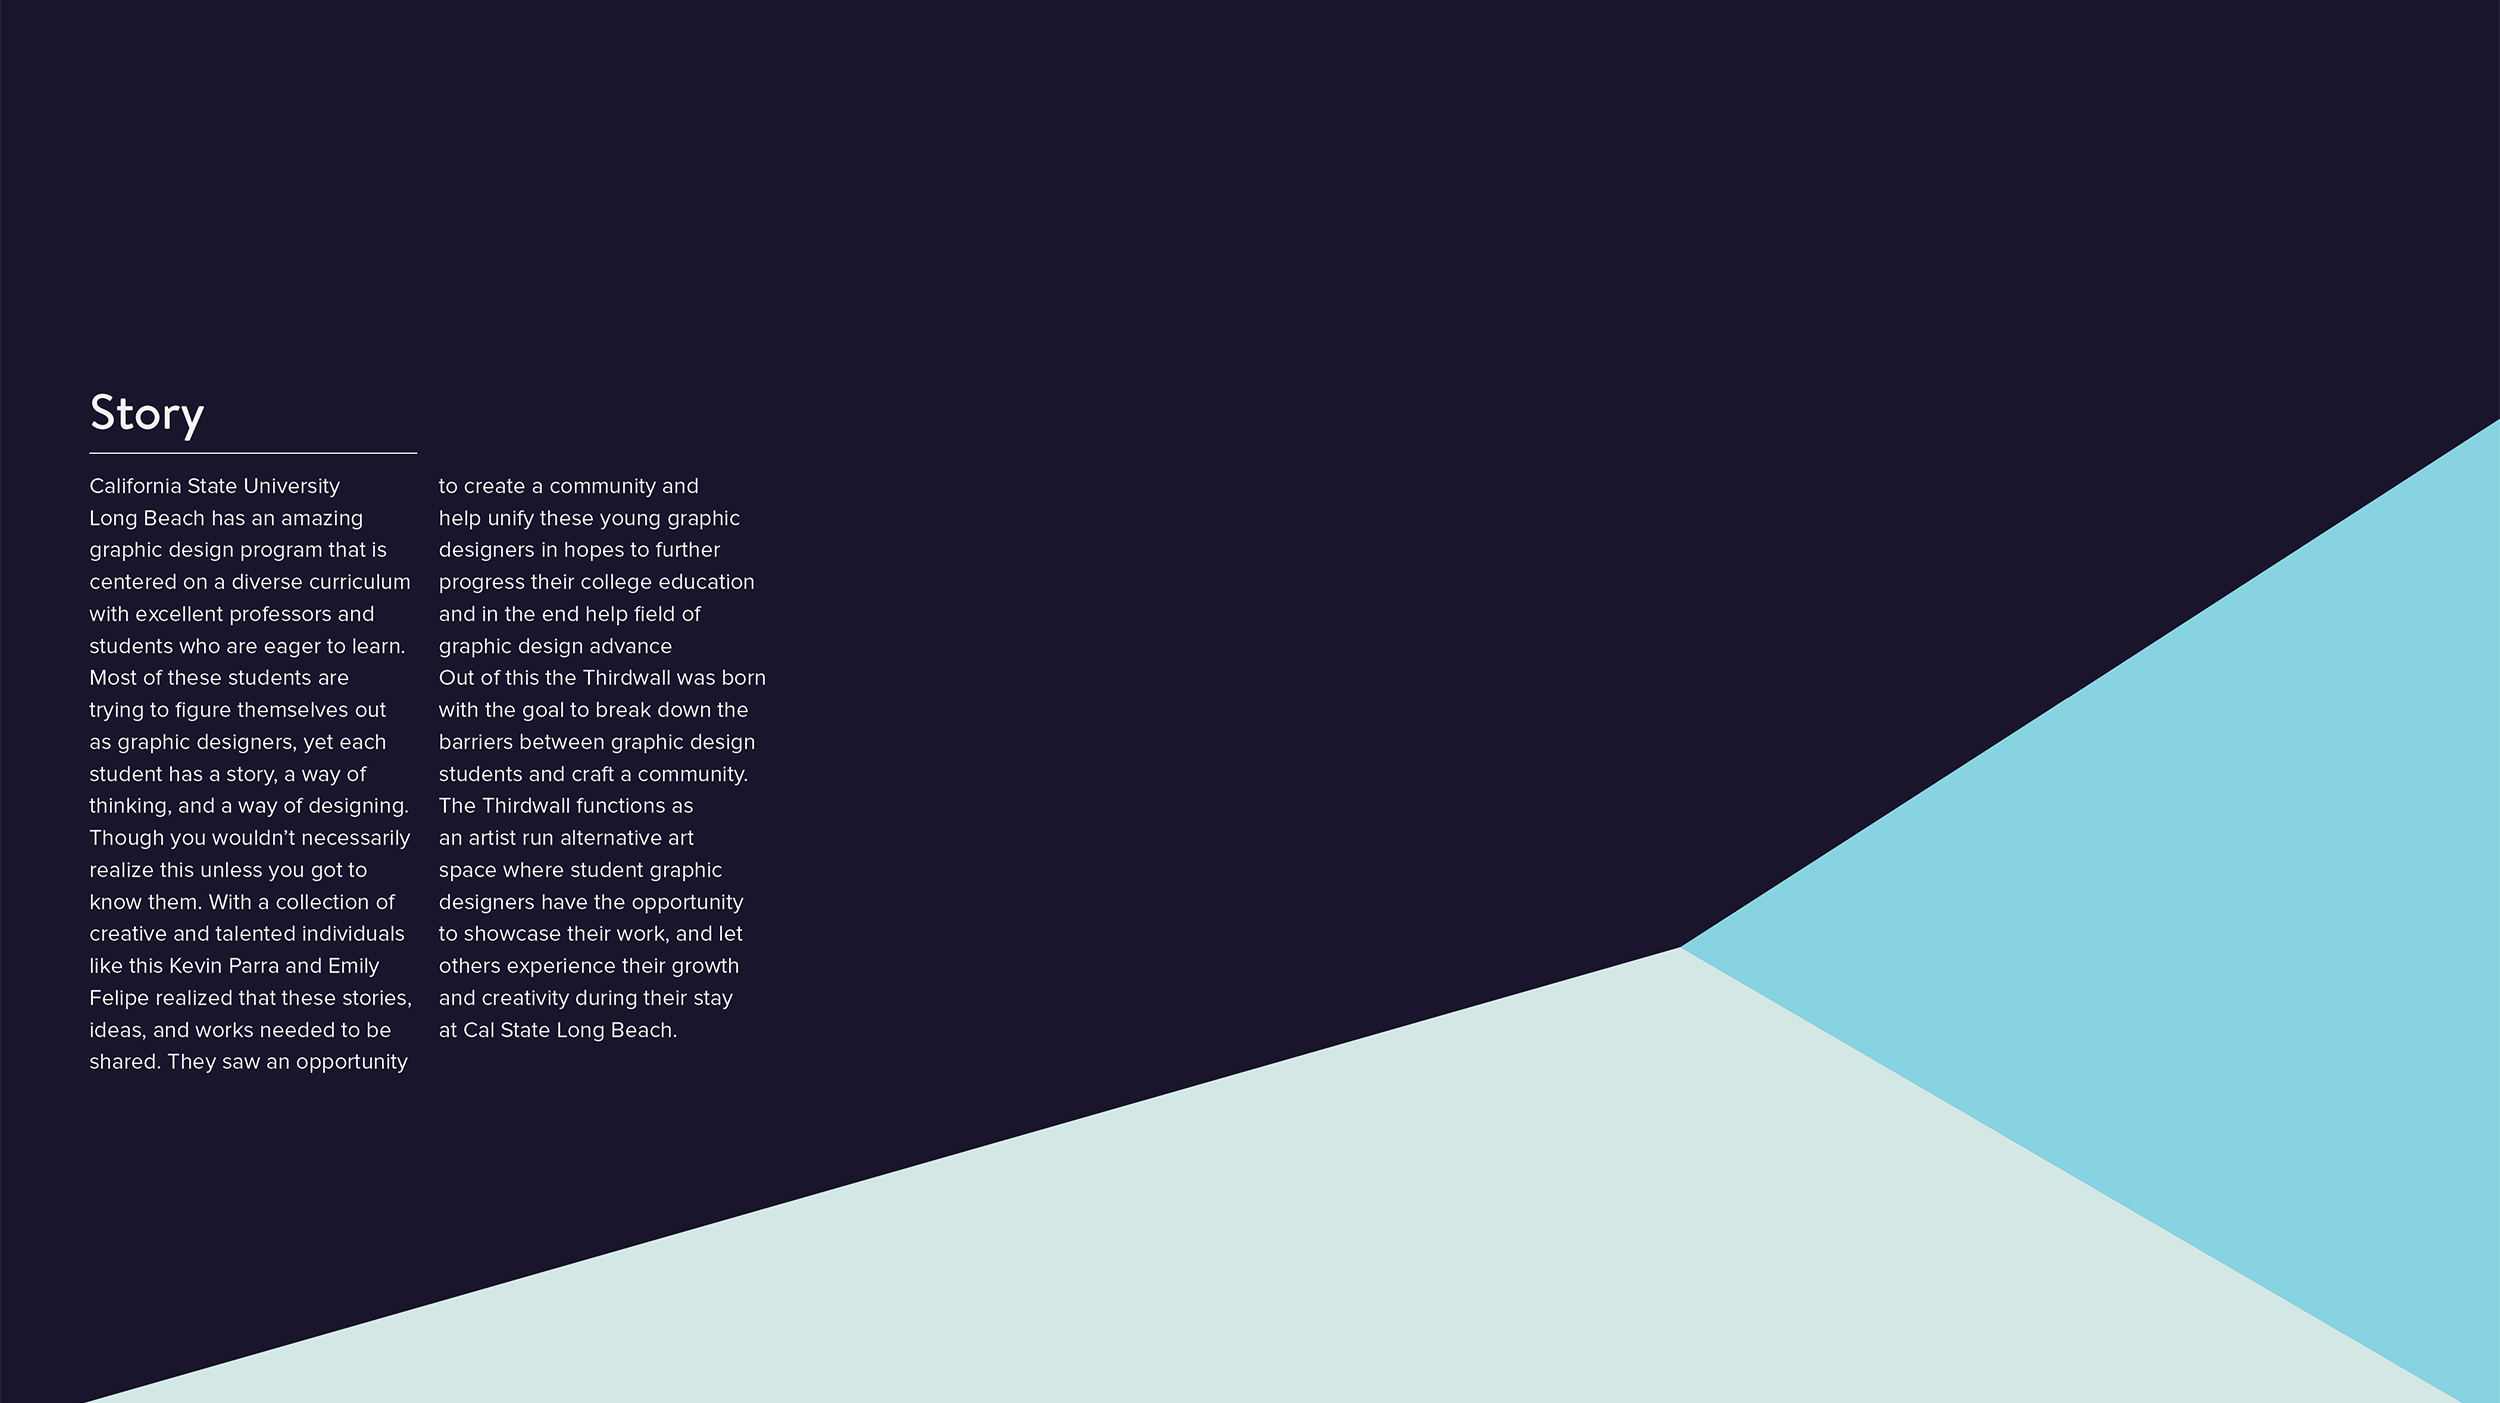 Story
California State University
Long Beach has an amazing
graphic design program that is
centered on a diverse curriculum
with excellent professors and
students who are eager to learn.
Most of these students are
trying to figure themselves out
as graphic designers, yet each
student has a story, a way of
thinking, and a way of designing.
Though you wouldn’t necessarily
realize this unless you got to
know them. With a collection of
creative and talented individuals
like this Kevin Parra and Emily
Felipe realized that these stories,
ideas, and works needed to be
shared. They saw an opportunity
to create a community and
help unify these young graphic
designers in hopes to further
progress their college education
and in the end help field of
graphic design advance
Out of this the Thirdwall was born
with the goal to break down the
barriers between graphic design
students and craft a community.
The Thirdwall functions as
an artist run alternative art
space where student graphic
designers have the opportunity
to showcase their work, and let
others experience their growth
and creativity during their stay
at Cal State Long Beach.